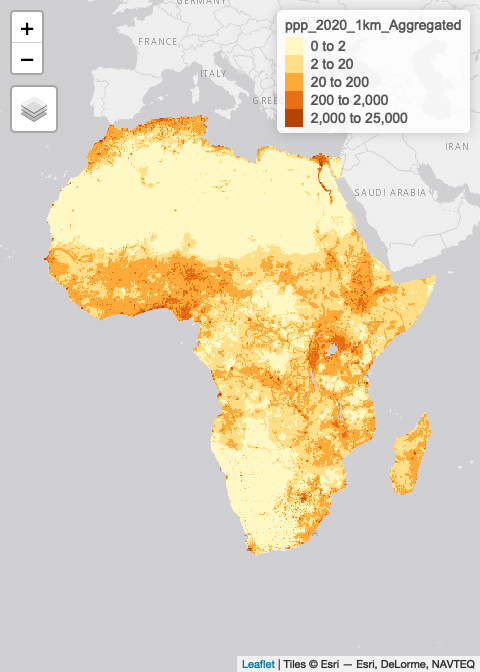 GERMANY
+
ppp_2020_1km_Aggregated
0 to 2
2 to 20
20 to 200
200 to 2,000
2,000 to 25,000
−
FRANCE
ITALY
IRAN
SAUDI ARABIA
Leaflet | Tiles © Esri — Esri, DeLorme, NAVTEQ